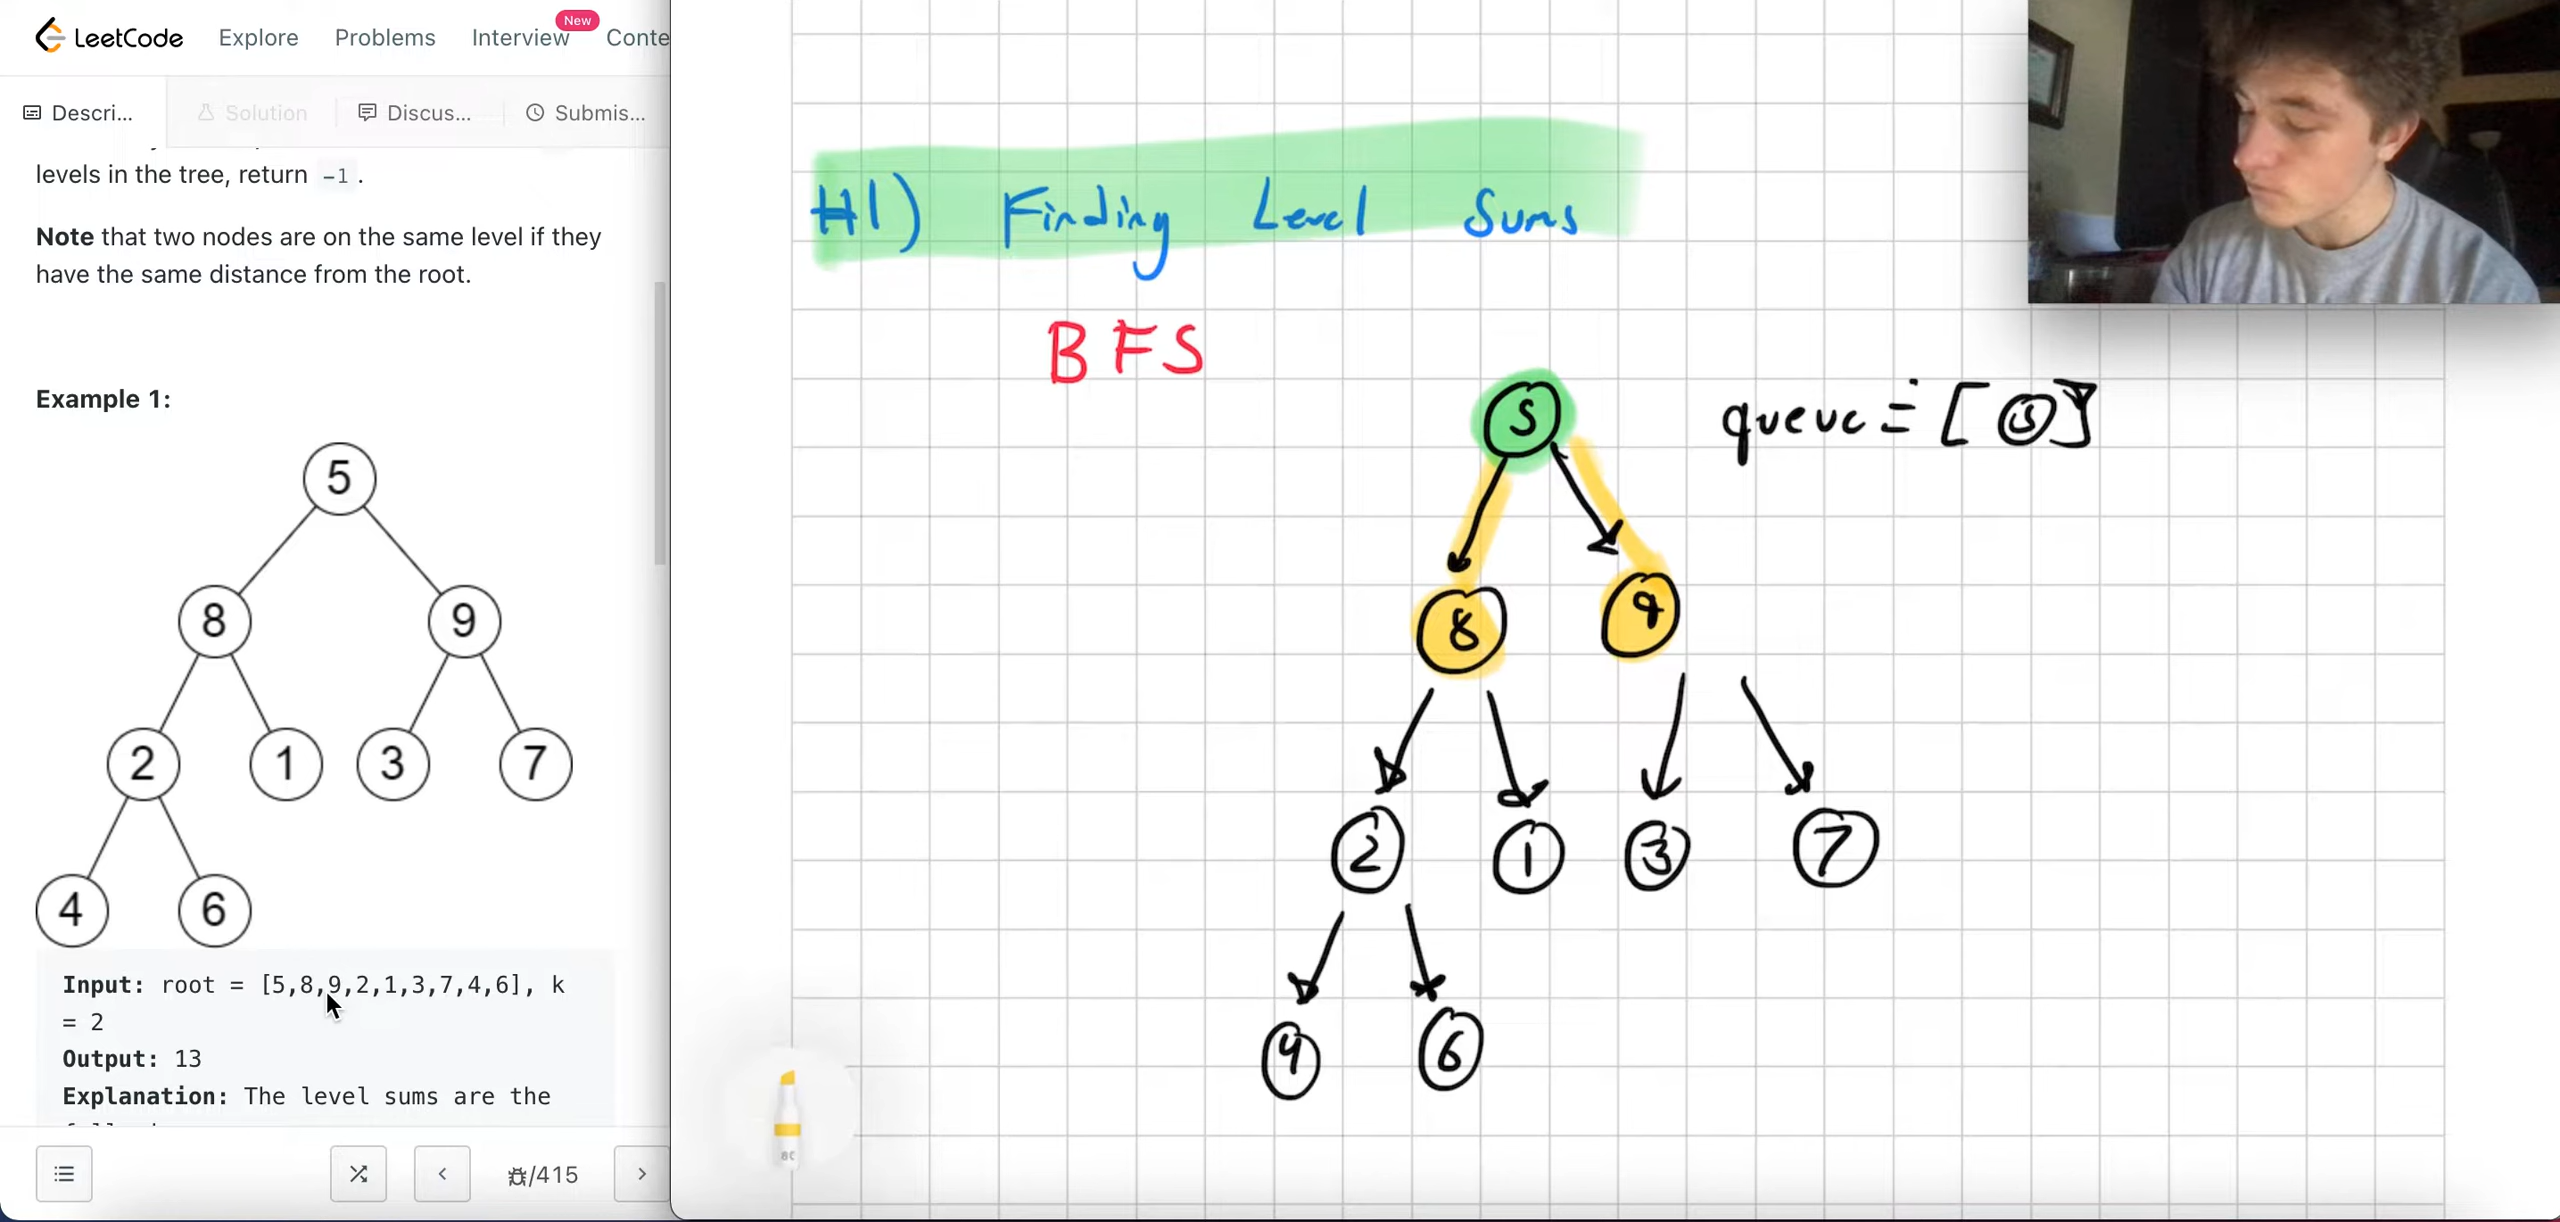 LeetCode Explore Problems Interview New Conte
Descri... Solution Discus... Submis...
levels in the tree, return -1 .
Note that two nodes are on the same level if they
have the same distance from the root.
Example 1:
5
8 9
2 1 3 7
4 6
Input: root = [5,8,9,2,1,3,7,4,6], k
= 2
Output: 13
Explanation: The level sums are the
/415
#1) Finding Level Sums
BFS
5 queue = [5]
8 9
2 1 3 7
4 6
80